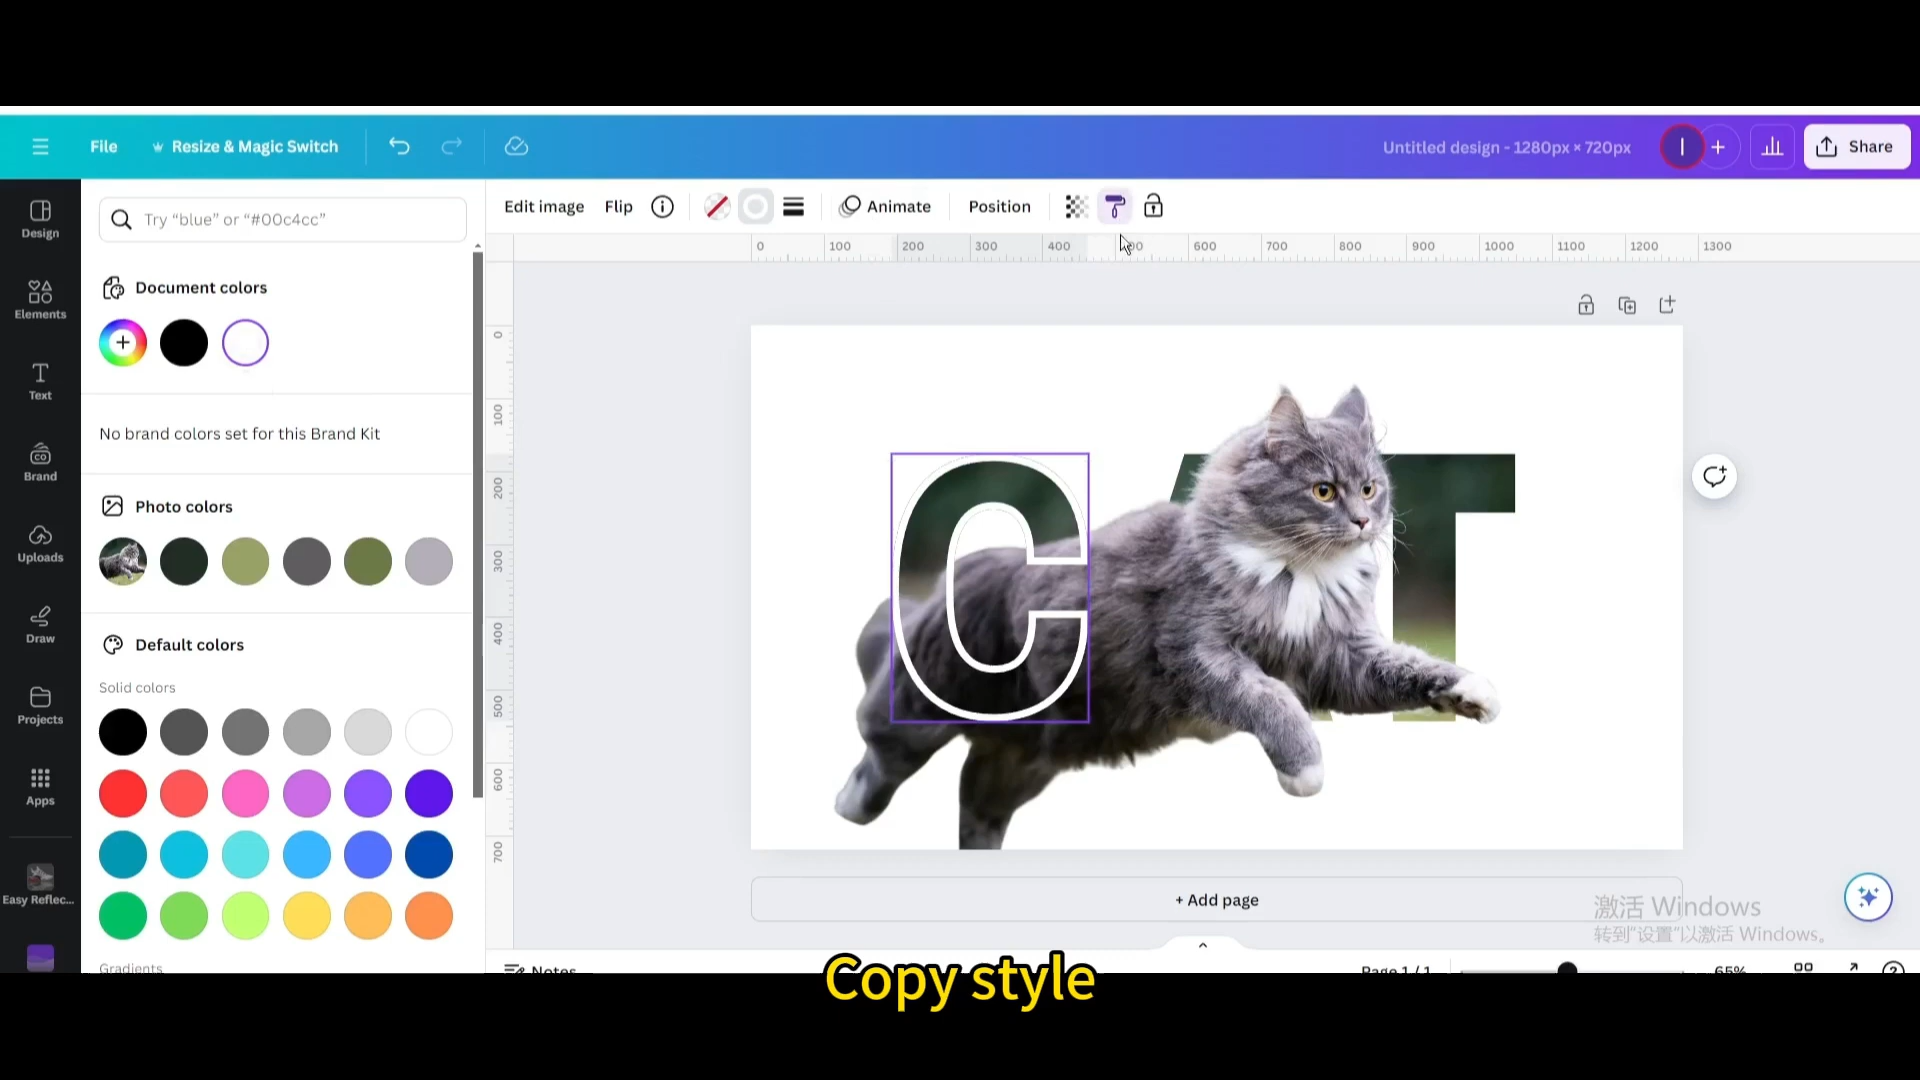 File
Resize & Magic Switch
Untitled design - 1280px × 720px
Share
Design
Elements
Text
Brand
Uploads
Draw
Projects
Apps
Easy Reflec...
Try “blue” or “#00c4cc”
Document colors
No brand colors set for this Brand Kit
Photo colors
Default colors
Solid colors
Gradients
Edit image
Flip
Animate
Position
0 100 200 300 400 600 700 800 900 1000 1100 1200 1300
0
100
200
300
400
500
600
700
CAT
+ Add page
激活 Windows
转到“设置”以激活 Windows。
Notes
Page 1 / 1
65%
Copy style